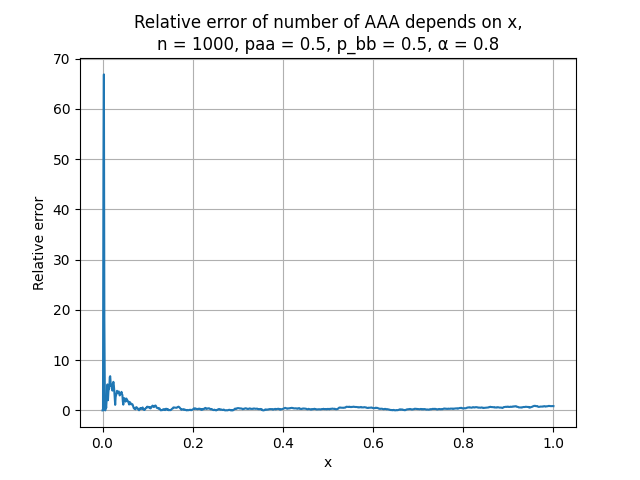 Relative error of number of AAA depends on x,
n = 1000, paa = 0.5, p_bb = 0.5, α = 0.8
70
60
50
40
30
20
10
0
Relative error
0.0 0.2 0.4 0.6 0.8 1.0
x